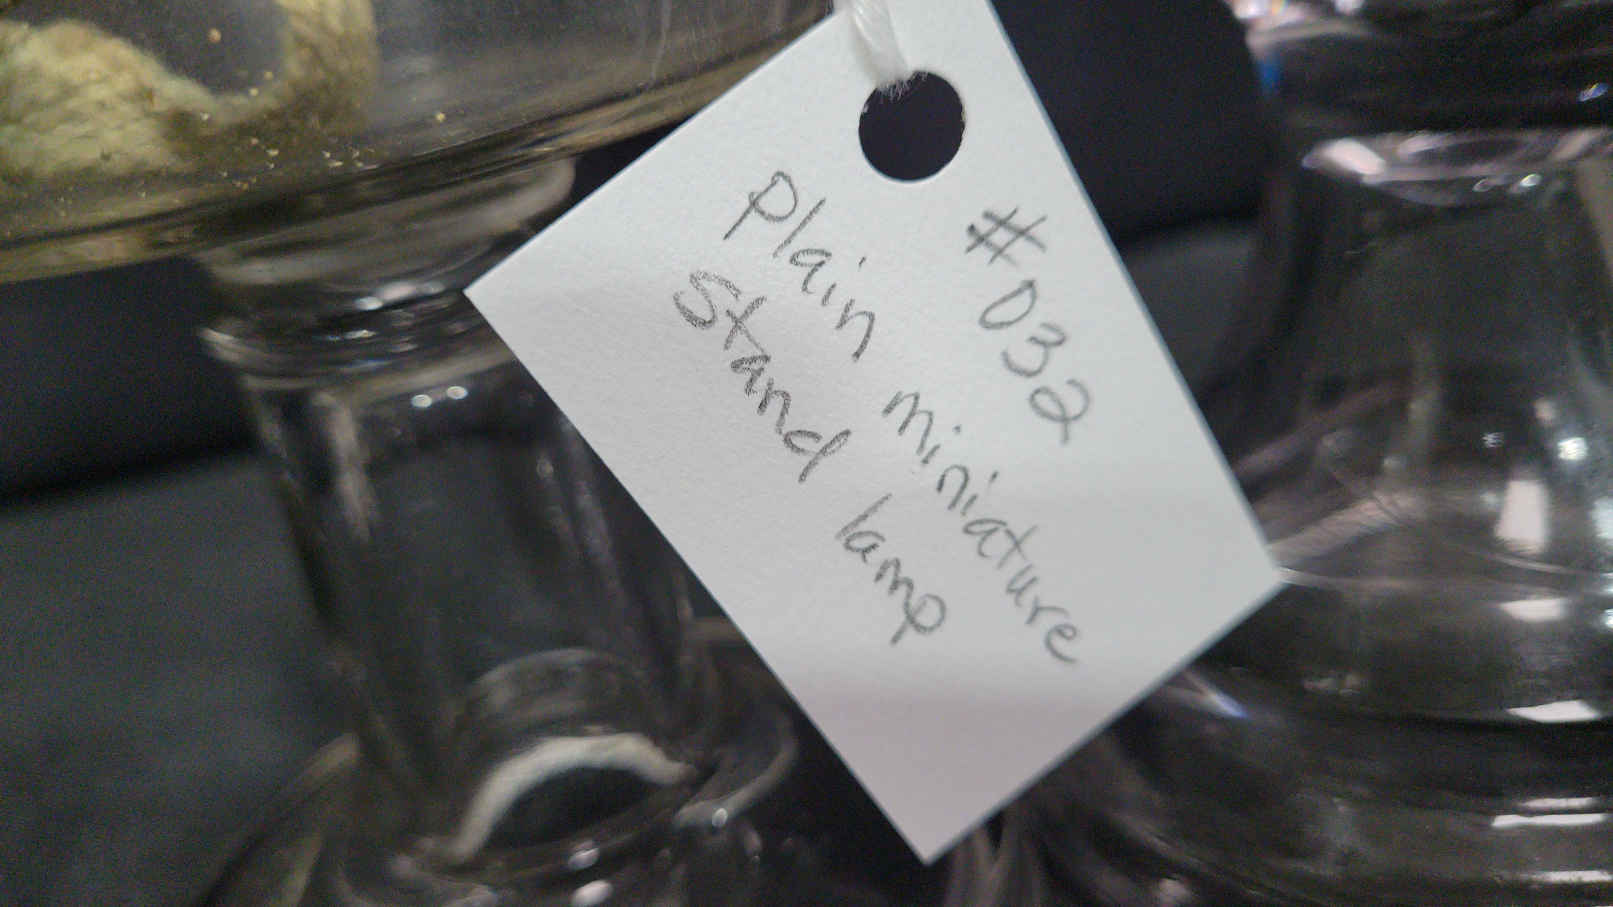 #032
Plain miniature
Stand lamp